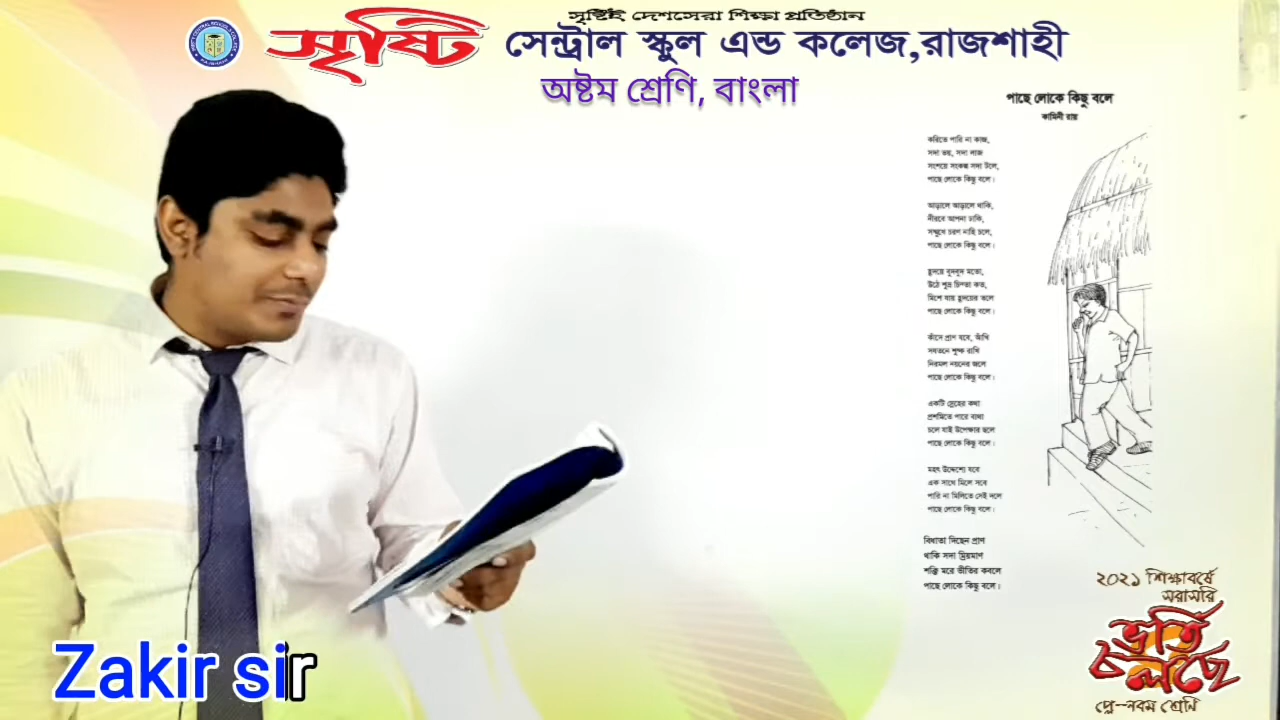 সৃষ্টিই দেশসেরা শিক্ষা প্রতিষ্ঠান
সৃষ্টি সেন্ট্রাল স্কুল এন্ড কলেজ,রাজশাহী
অষ্টম শ্রেণি, বাংলা
পাছে লোকে কিছু বলে
কামিনী রায়
করিতে পারি না কাজ,
সদা ভয়, সদা লাজ
সংশয়ে সংকল্প সদা টলে,
পাছে লোকে কিছু বলে।
আড়ালে আড়ালে থাকি,
নীরবে আপনা ঢাকি,
সম্মুখে চরণ নাহি চলে,
পাছে লোকে কিছু বলে।
হৃদয়ে বুদবুদ মতো,
উঠে শুভ্র চিন্তা কত,
মিশে যায় হৃদয়ের তলে
পাছে লোকে কিছু বলে।
কাঁদে প্রাণ যবে, আঁখি
সযতনে শুষ্ক রাখি
নিরমল নয়নের জলে
পাছে লোকে কিছু বলে।
একটি স্নেহের কথা
প্রশমিতে পারে ব্যথা
চলে যাই উপেক্ষার ছলে
পাছে লোকে কিছু বলে।
মহৎ উদ্দেশ্যে যবে
এক সাথে মিলে সবে
পারি না মিলিতে সেই দলে
পাছে লোকে কিছু বলে।
বিধাতা দিছেন প্রাণ
থাকি সদা ম্রিয়মাণ
শক্তি মরে ভীতির কবলে
পাছে লোকে কিছু বলে।
২০২১ শিক্ষাবর্ষে
সরাসরি
ভর্তি
চলছে
প্লে--নবম শ্রেণি
Zakir sir